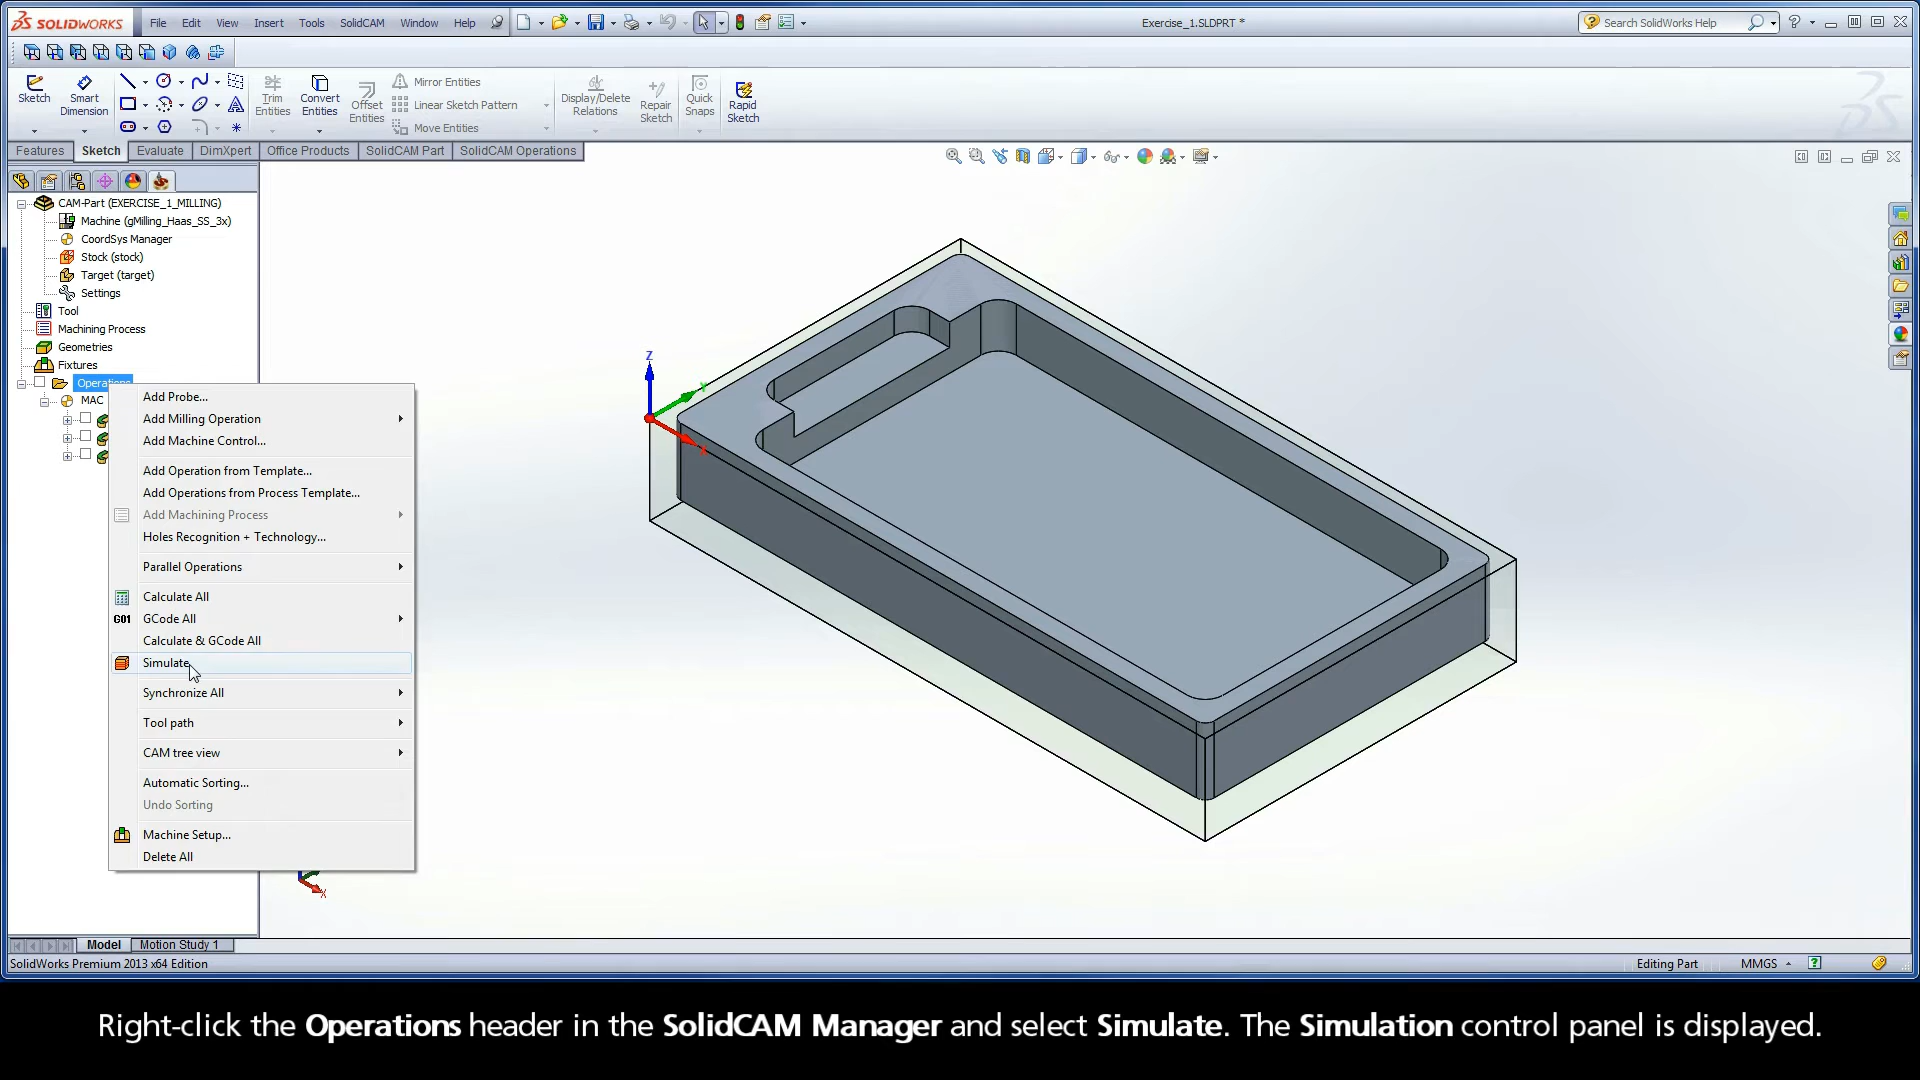 SOLIDWORKS File Edit View Insert Tools SolidCAM Window Help Exercise_1.SLDPRT * Search SolidWorks Help
Sketch Smart Dimension Trim Entities Convert Entities Offset Entities Mirror Entities Linear Sketch Pattern Move Entities Display/Delete Relations Repair Sketch Quick Snaps Rapid Sketch
Features Sketch Evaluate DimXpert Office Products SolidCAM Part SolidCAM Operations
CAM-Part (EXERCISE_1_MILLING)
Machine (gMilling_Haas_SS_3x)
CoordSys Manager
Stock (stock)
Target (target)
Settings
Tool
Machining Process
Geometries
Fixtures
Operations
MAC
Add Probe...
Add Milling Operation
Add Machine Control...
Add Operation from Template...
Add Operations from Process Template...
Add Machining Process
Holes Recognition + Technology...
Parallel Operations
Calculate All
G01 GCode All
Calculate & GCode All
Simulate
Synchronize All
Tool path
CAM tree view
Automatic Sorting...
Undo Sorting
Machine Setup...
Delete All
Z
Y
X
X
Model Motion Study 1
SolidWorks Premium 2013 x64 Edition Editing Part MMGS
Right-click the Operations header in the SolidCAM Manager and select Simulate. The Simulation control panel is displayed.